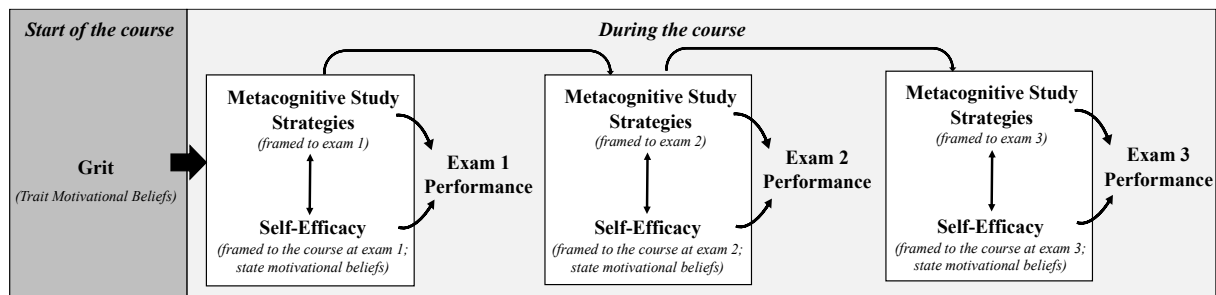 Start of the course
During the course
Grit
(Trait Motivational Beliefs)
Metacognitive Study
Strategies
(framed to exam 1)
Self-Efficacy
(framed to the course at exam 1;
state motivational beliefs)
Exam 1
Performance
Metacognitive Study
Strategies
(framed to exam 2)
Self-Efficacy
(framed to the course at exam 2;
state motivational beliefs)
Exam 2
Performance
Metacognitive Study
Strategies
(framed to exam 3)
Self-Efficacy
(framed to the course at exam 3;
state motivational beliefs)
Exam 3
Performance